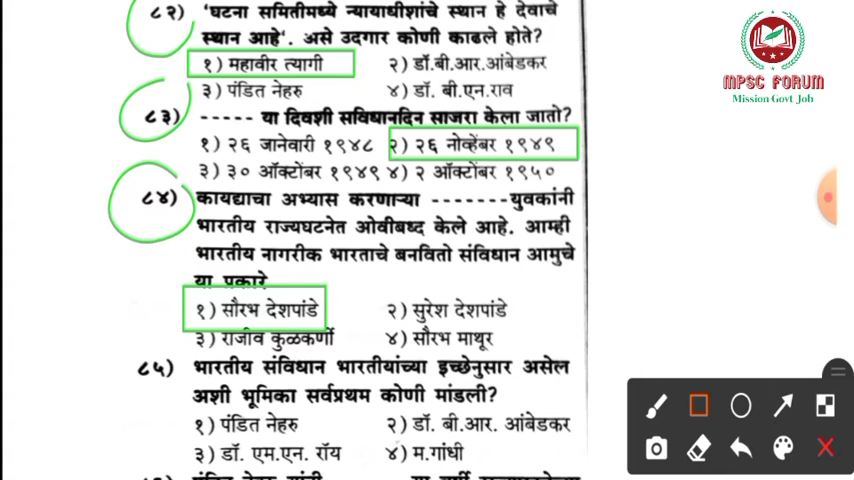 ८२) 'घटना समितीमध्ये न्यायाधीशांचे स्थान हे देवाचे
स्थान आहे'. असे उदगार कोणी काढले होते?
१) महावीर त्यागी २) डॉ.बी.आर.आंबेडकर
३) पंडित नेहरु ४) डॉ. बी.एन.राव
८३) ----- या दिवशी सविधानदिन साजरा केला जातो?
१) २६ जानेवारी १९४८ २) २६ नोव्हेंबर १९४९
३) ३० ऑक्टोंबर १९४९ ४) २ ऑक्टोंबर १९५०
८४) कायद्याचा अभ्यास करणाऱ्या ------- युवकांनी
भारतीय राज्यघटनेत ओवीबध्द केले आहे. आम्ही
भारतीय नागरीक भारताचे बनवितो संविधान आमुचे
या प्रकारे
१) सौरभ देशपांडे २) सुरेश देशपांडे
३) राजीव कुळकर्णो ४) सौरभ माथूर
८५) भारतीय संविधान भारतीयांच्या इच्छेनुसार असेल
अशी भूमिका सर्वप्रथम कोणी मांडली?
१) पंडित नेहरु २) डॉ. बी.आर. आंबेडकर
३) डॉ. एम.एन. रॉय ४) म.गांधी
MPSC FORUM
Mission Govt Job